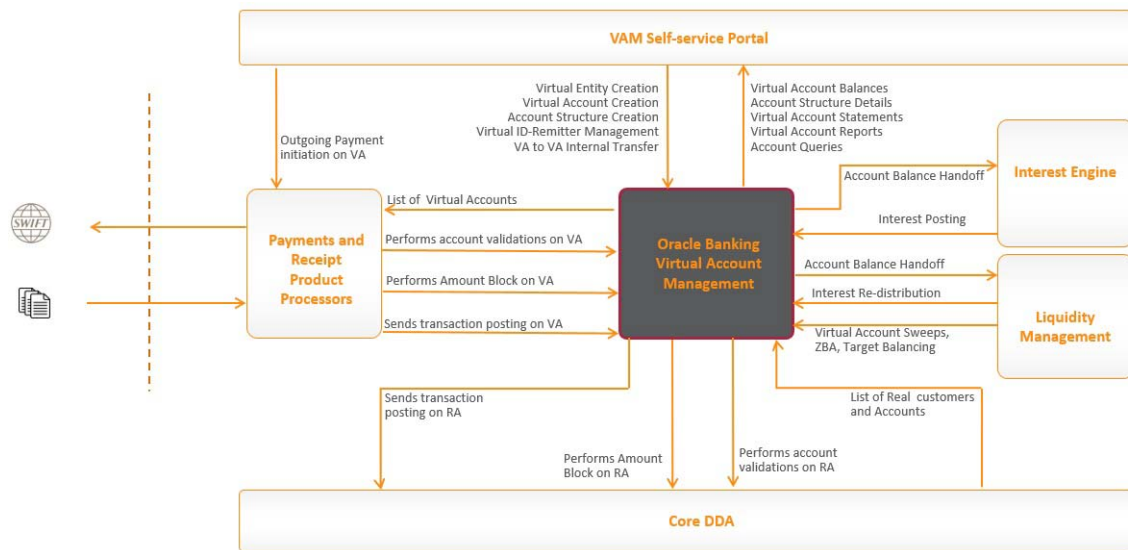 VAM Self-service Portal
Virtual Entity Creation
Virtual Account Creation
Account Structure Creation
Virtual ID-Remitter Management
VA to VA Internal Transfer
Virtual Account Balances
Account Structure Details
Virtual Account Statements
Virtual Account Reports
Account Queries
Outgoing Payment
initiation on VA
SWIFT
Payments and
Receipt
Product
Processors
List of Virtual Accounts
Performs account validations on VA
Performs Amount Block on VA
Sends transaction posting on VA
Oracle Banking
Virtual Account
Management
Account Balance Handoff
Interest Posting
Interest Engine
Account Balance Handoff
Interest Re-distribution
Virtual Account Sweeps,
ZBA, Target Balancing
Liquidity
Management
Sends transaction
posting on RA
Performs Amount
Block on RA
Performs account
validations on RA
List of Real customers
and Accounts
Core DDA